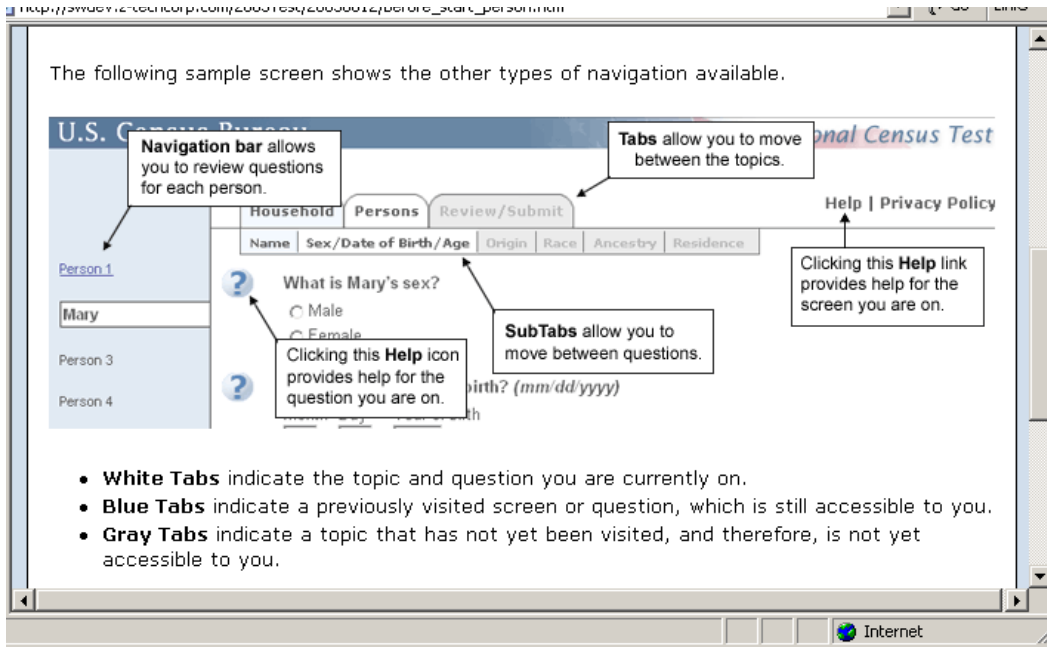 The following sample screen shows the other types of navigation available.
U.S. Census Bureau
Census Test
Navigation bar allows
you to review questions
for each person.
Tabs allow you to move
between the topics.
Household Persons Review/Submit
Help | Privacy Policy
Name Sex/Date of Birth/Age Origin Race Ancestry Residence
Person 1
Mary
Person 3
Person 4
What is Mary's sex?
Male
Female
Clicking this Help link
provides help for the
screen you are on.
SubTabs allow you to
move between questions.
Clicking this Help icon
provides help for the
question you are on.
birth? (mm/dd/yyyy)
• White Tabs indicate the topic and question you are currently on.
• Blue Tabs indicate a previously visited screen or question, which is still accessible to you.
• Gray Tabs indicate a topic that has not yet been visited, and therefore, is not yet
accessible to you.
Internet